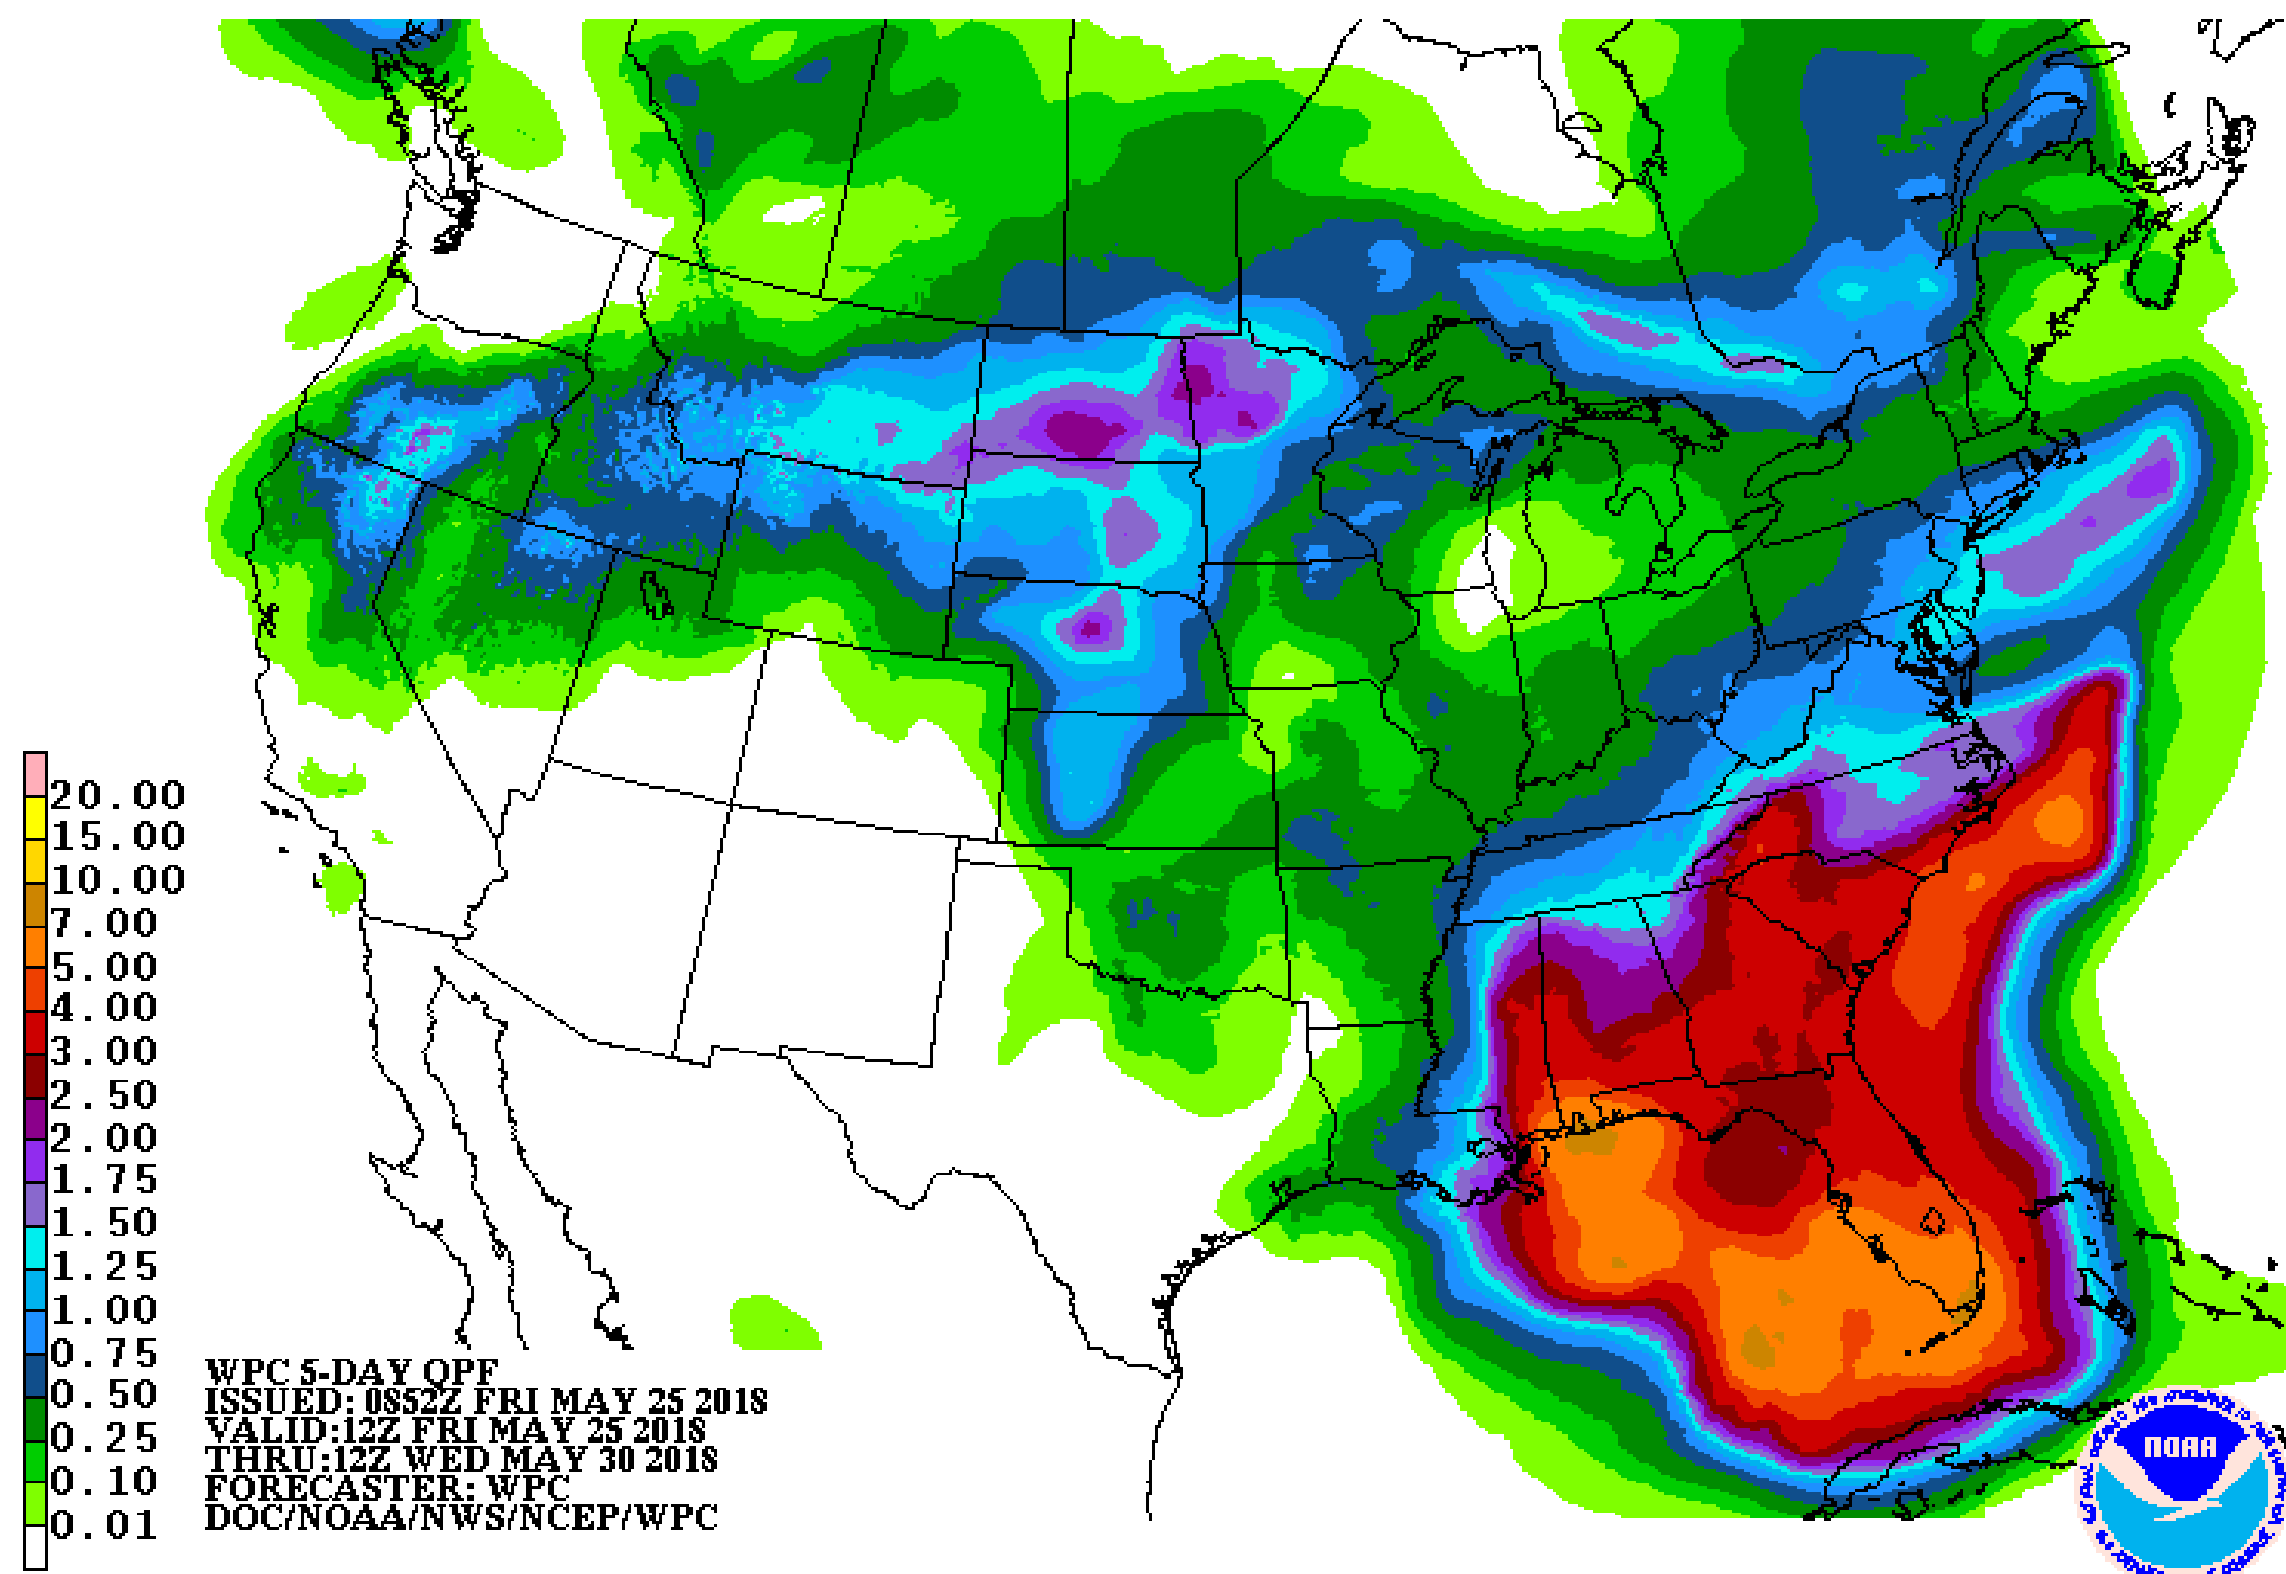 20.00
15.00
10.00
7.00
5.00
4.00
3.00
2.50
2.00
1.75
1.50
1.25
1.00
0.75
0.50
0.25
0.10
0.01
WPC 5-DAY QPF
ISSUED: 0852Z FRI MAY 25 2018
VALID:12Z FRI MAY 25 2018
THRU:12Z WED MAY 30 2018
FORECASTER: WPC
DOC/NOAA/NWS/NCEP/WPC
NOAA